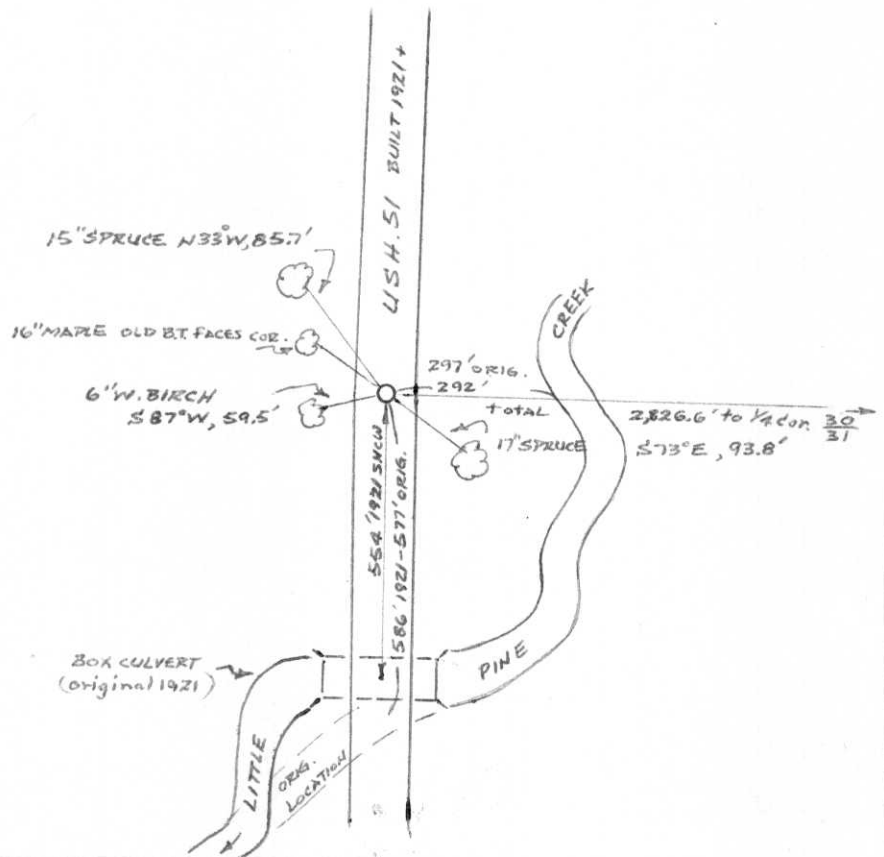 USH. 51 BUILT 1921+
15" SPRUCE N33°W, 85.7'
16" MAPLE OLD B.T. FACES COR.
6" W. BIRCH
S 87° W, 59.5'
297' ORIG.
292'
TOTAL
2,826.6' to 1/4 cor. 30
31
17" SPRUCE
S73°E, 93.8'
CREEK
554' 1921 SHCW
586' 1921-577' ORIG.
BOX CULVERT
(original 1921)
PINE
LITTLE
ORIG.
LOCATION